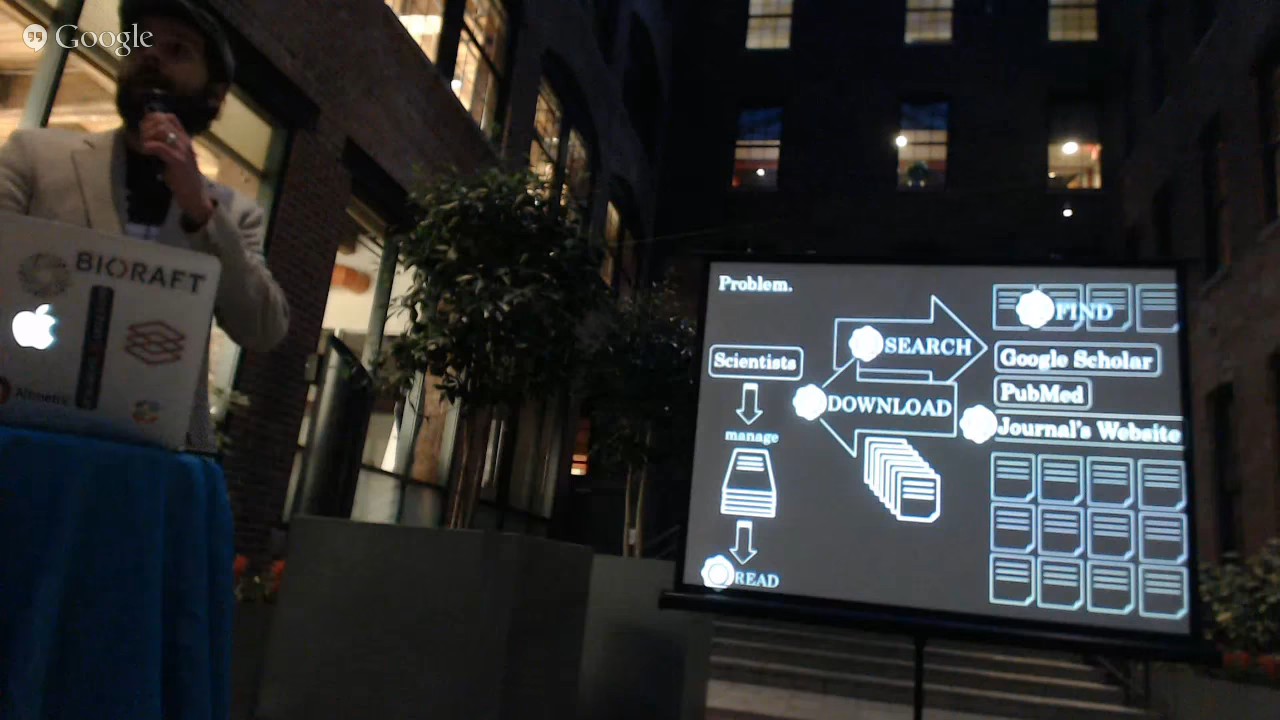 Google
BIORAFT
Altmetric
Problem.
FIND
SEARCH
Scientists
Google Scholar
PubMed
DOWNLOAD
Journal's Website
manage
READ